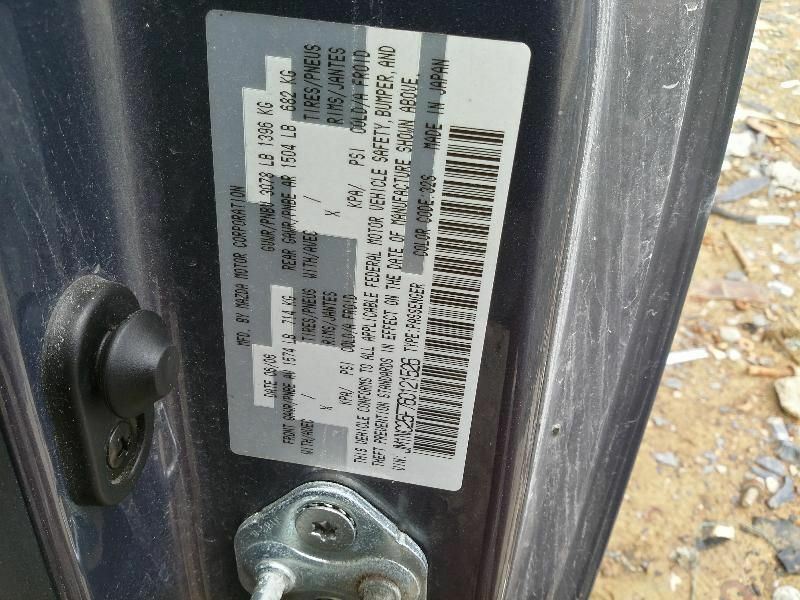 MFD. BY MAZDA MOTOR CORPORATION
DATE 06/06 GVWR/PNBV 3078 LB 1396 KG
FRONT GAWR/PNBE AV 1574 LB 714 KG REAR GAWR/PNBE AR 1504 LB 682 KG
WITH/AVEC TIRES/PNEUS WITH/AVEC / TIRES/PNEUS
X RIMS/JANTES X RIMS/JANTES
KPA/ PSI COLD/A FROID KPA/ PSI COLD/A FROID
THIS VEHICLE CONFORMS TO ALL APPLICABLE FEDERAL MOTOR VEHICLE SAFETY, BUMPER, AND
THEFT PREVENTION STANDARDS IN EFFECT ON THE DATE OF MANUFACTURE SHOWN ABOVE.
TYPE:PASSENGER COLOR CODE:32S MADE IN JAPAN